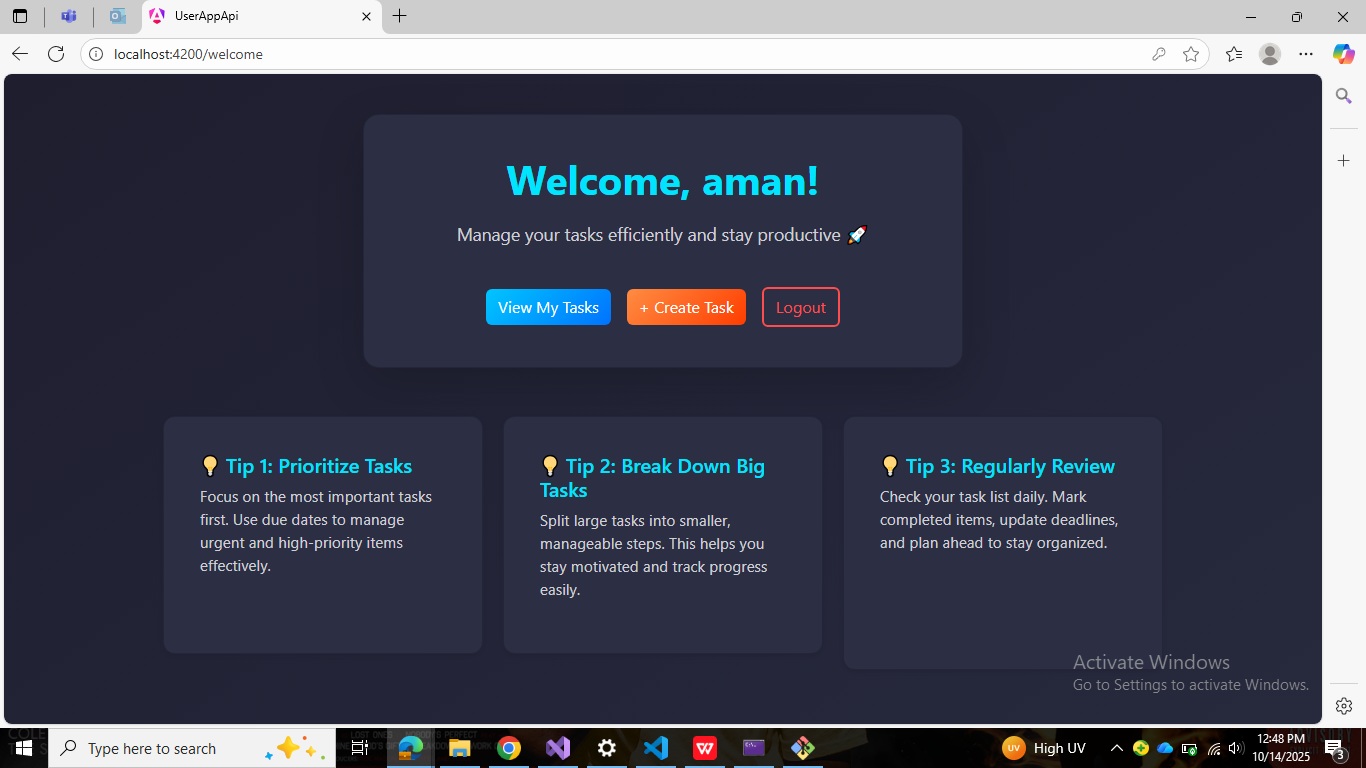 UserAppApi
localhost:4200/welcome
Welcome, aman!
Manage your tasks efficiently and stay productive 🚀
View My Tasks
+ Create Task
Logout
💡 Tip 1: Prioritize Tasks
Focus on the most important tasks
first. Use due dates to manage
urgent and high-priority items
effectively.
💡 Tip 2: Break Down Big
Tasks
Split large tasks into smaller,
manageable steps. This helps you
stay motivated and track progress
easily.
💡 Tip 3: Regularly Review
Check your task list daily. Mark
completed items, update deadlines,
and plan ahead to stay organized.
Activate Windows
Go to Settings to activate Windows.
Type here to search
UV
High UV
12:48 PM
10/14/2025
3